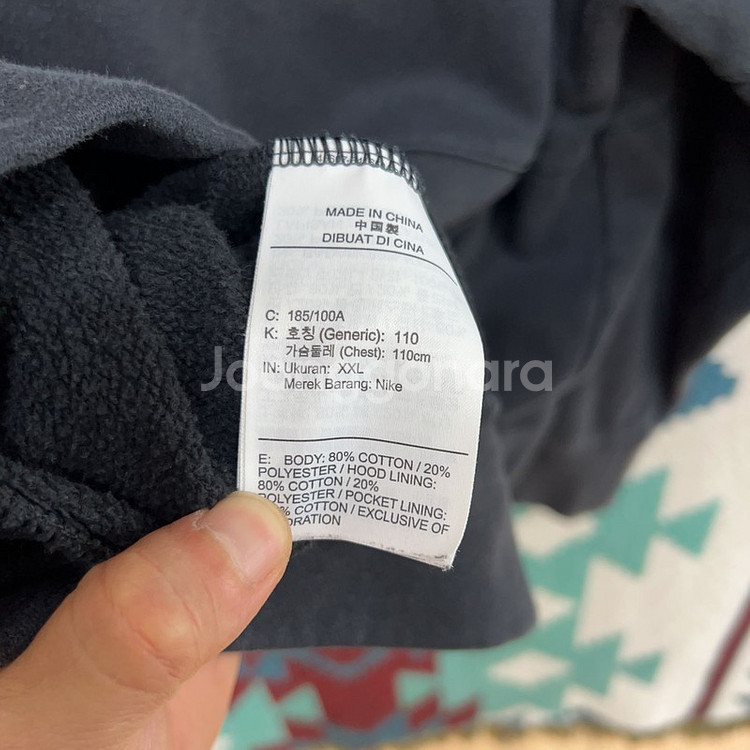 MADE IN CHINA
中国製
DIBUAT DI CINA
C: 185/100A
K: 호칭 (Generic): 110
가슴둘레 (Chest): 110cm
IN: Ukuran: XXL
Merek Barang: Nike
Joonggonara
E: BODY: 80% COTTON / 20%
POLYESTER / HOOD LINING:
80% COTTON / 20%
POLYESTER / POCKET LINING:
% COTTON / EXCLUSIVE OF